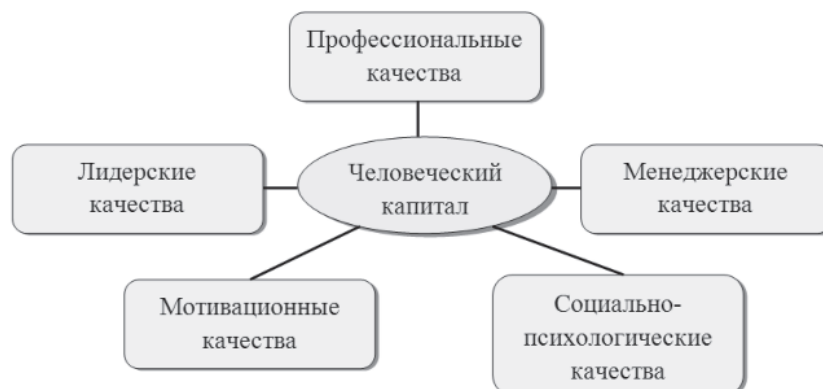 Профессиональные
качества
Лидерские
качества
Человеческий
капитал
Менеджерские
качества
Мотивационные
качества
Социально-
психологические
качества